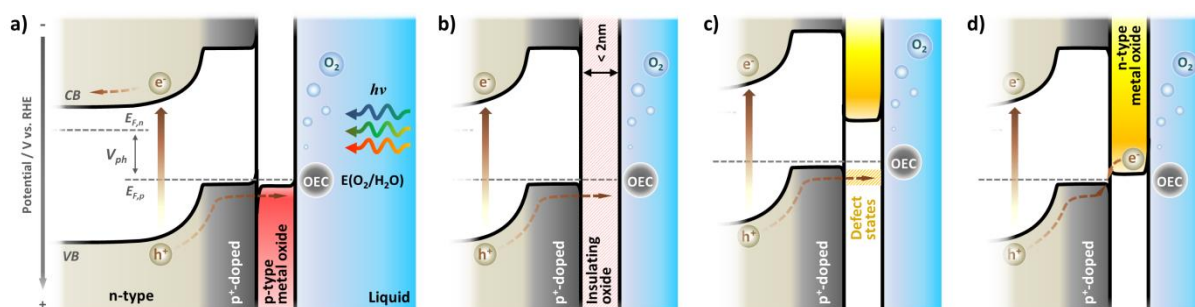 a)
-
Potential / V vs. RHE
+
CB
e-
EF,n
Vph
EF,p
VB
h+
n-type
p+-doped
p-type
metal oxide
O2
hν
OEC
E(O2/H2O)
Liquid
b)
e-
h+
p+-doped
< 2nm
Insulating
oxide
O2
OEC
c)
e-
h+
p+-doped
Defect
states
O2
OEC
d)
e-
h+
p+-doped
n-type
metal oxide
e-
O2
OEC